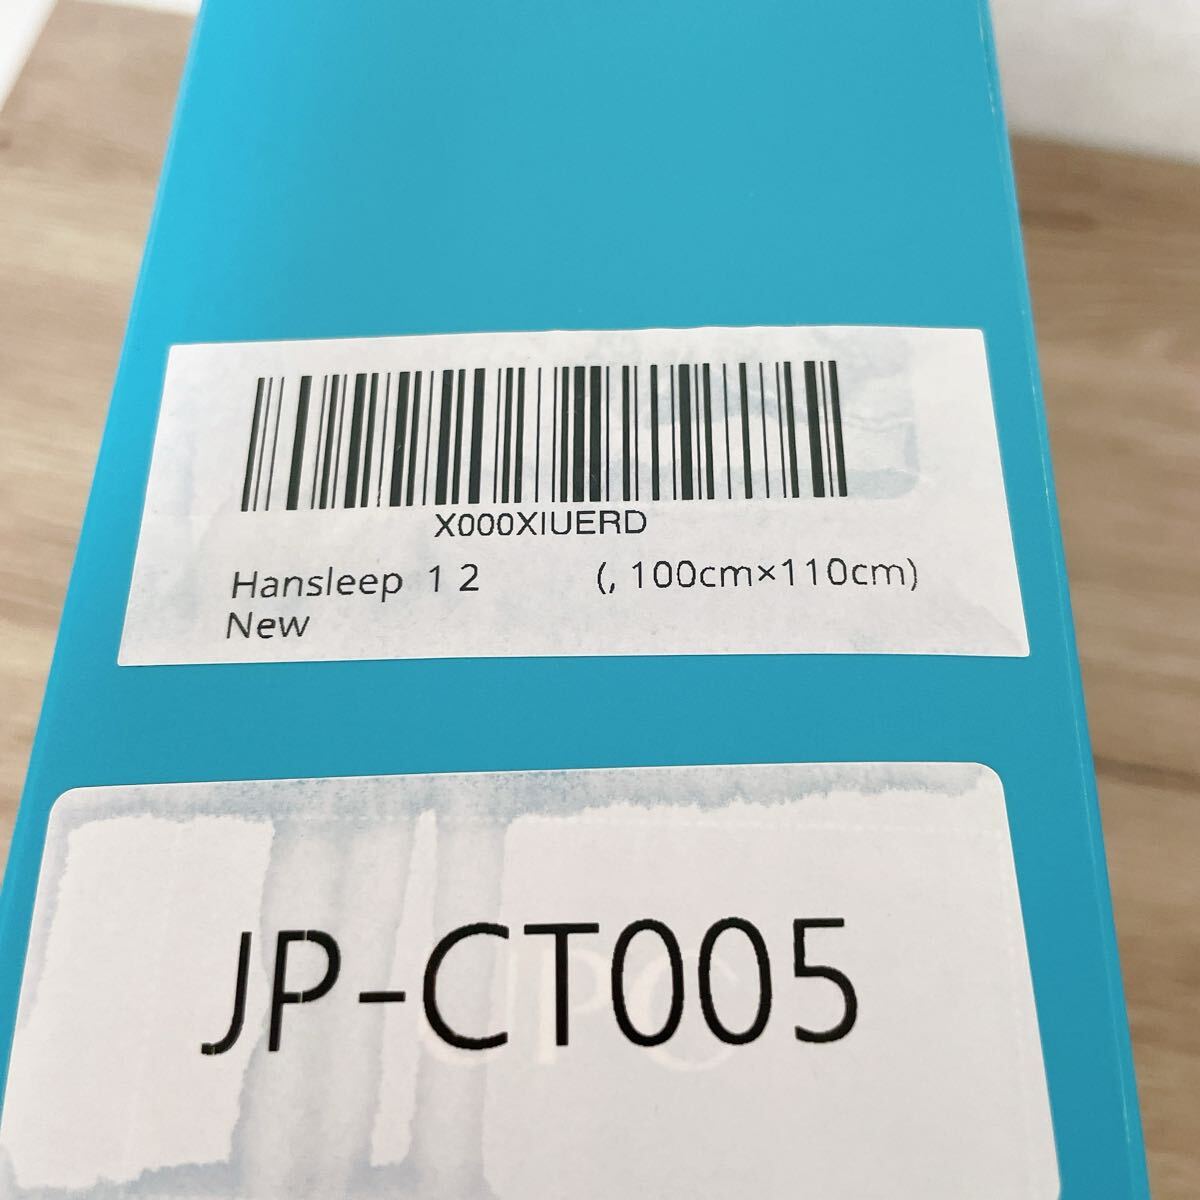 X000XIUERD
Hansleep 1 2 (, 100cm×110cm)
New
JP-CT005